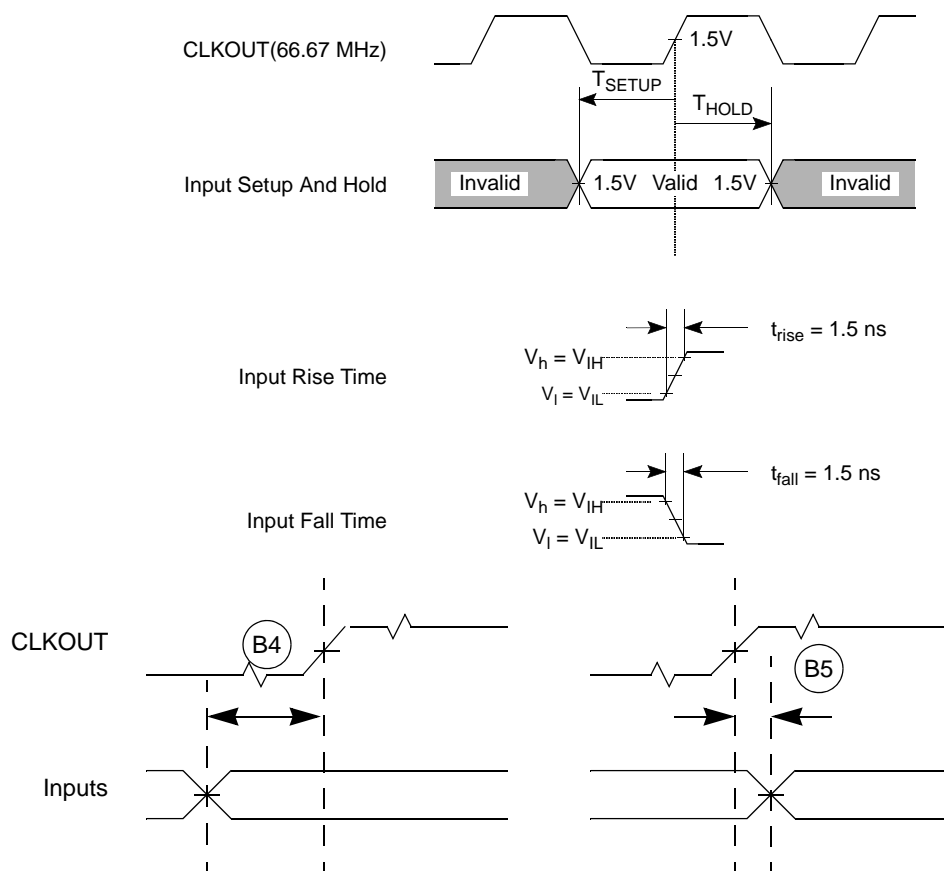 CLKOUT(66.67 MHz)
1.5V
TSETUP
THOLD
Input Setup And Hold
Invalid
1.5V Valid 1.5V
Invalid
trise = 1.5 ns
Vh = VIH
Input Rise Time
Vl = VIL
tfall = 1.5 ns
Vh = VIH
Input Fall Time
Vl = VIL
CLKOUT
B4
B5
Inputs